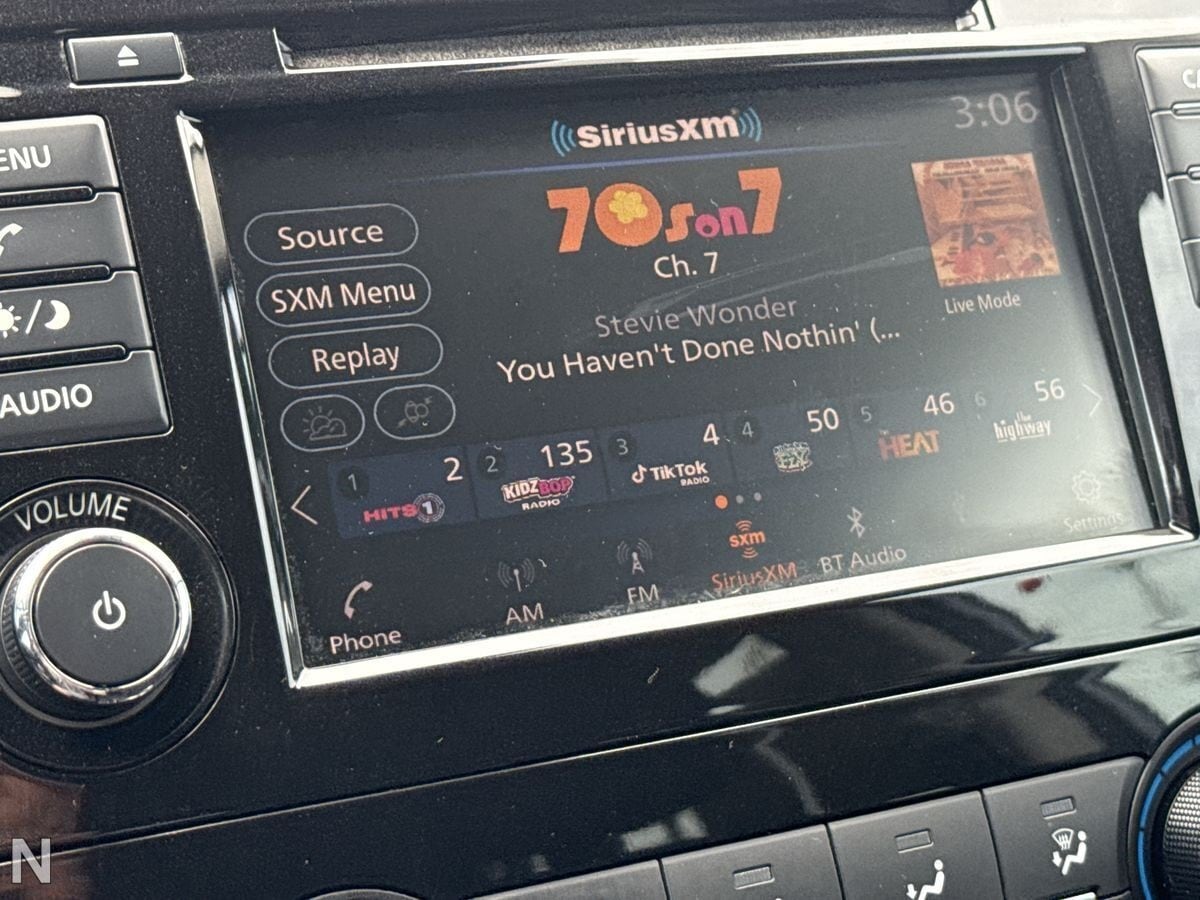 MENU
AUDIO
VOLUME
SiriusXM
3:06
70s on 7
Ch. 7
Source
SXM Menu
Replay
Live Mode
Stevie Wonder
You Haven't Done Nothin' (...
1 2 HITS 1
2 135 KIDZ BOP RADIO
3 4 TikTok RADIO
4 50 FLY
5 46 HEAT
6 56 the highway
Settings
Phone
AM
FM
sxm
SiriusXM
BT Audio
N